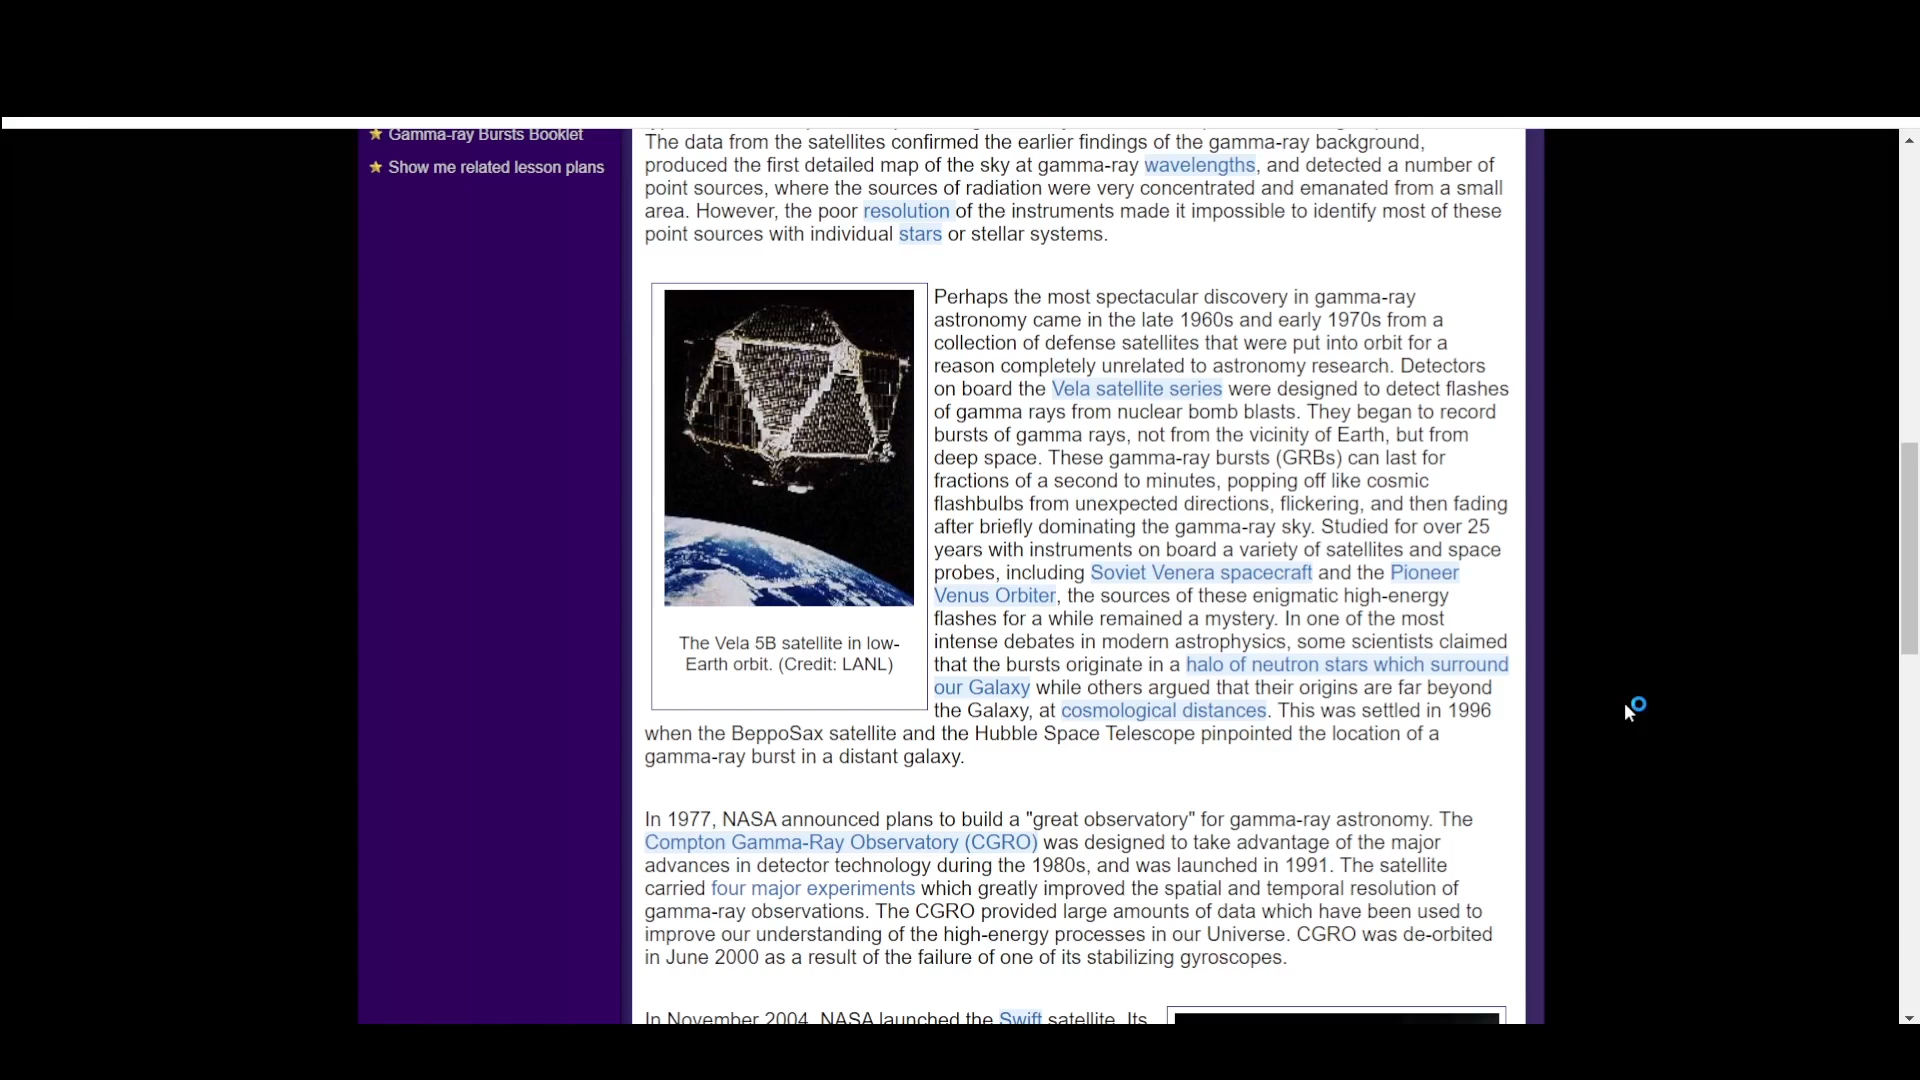 Gamma-ray Bursts Booklet
Show me related lesson plans
The data from the satellites confirmed the earlier findings of the gamma-ray background,
produced the first detailed map of the sky at gamma-ray wavelengths, and detected a number of
point sources, where the sources of radiation were very concentrated and emanated from a small
area. However, the poor resolution of the instruments made it impossible to identify most of these
point sources with individual stars or stellar systems.
Perhaps the most spectacular discovery in gamma-ray
astronomy came in the late 1960s and early 1970s from a
collection of defense satellites that were put into orbit for a
reason completely unrelated to astronomy research. Detectors
on board the Vela satellite series were designed to detect flashes
of gamma rays from nuclear bomb blasts. They began to record
bursts of gamma rays, not from the vicinity of Earth, but from
deep space. These gamma-ray bursts (GRBs) can last for
fractions of a second to minutes, popping off like cosmic
flashbulbs from unexpected directions, flickering, and then fading
after briefly dominating the gamma-ray sky. Studied for over 25
years with instruments on board a variety of satellites and space
probes, including Soviet Venera spacecraft and the Pioneer
Venus Orbiter, the sources of these enigmatic high-energy
flashes for a while remained a mystery. In one of the most
intense debates in modern astrophysics, some scientists claimed
that the bursts originate in a halo of neutron stars which surround
our Galaxy while others argued that their origins are far beyond
the Galaxy, at cosmological distances. This was settled in 1996
when the BeppoSax satellite and the Hubble Space Telescope pinpointed the location of a
gamma-ray burst in a distant galaxy.
The Vela 5B satellite in low-
Earth orbit. (Credit: LANL)
In 1977, NASA announced plans to build a "great observatory" for gamma-ray astronomy. The
Compton Gamma-Ray Observatory (CGRO) was designed to take advantage of the major
advances in detector technology during the 1980s, and was launched in 1991. The satellite
carried four major experiments which greatly improved the spatial and temporal resolution of
gamma-ray observations. The CGRO provided large amounts of data which have been used to
improve our understanding of the high-energy processes in our Universe. CGRO was de-orbited
in June 2000 as a result of the failure of one of its stabilizing gyroscopes.
In November 2004, NASA launched the Swift satellite. Its